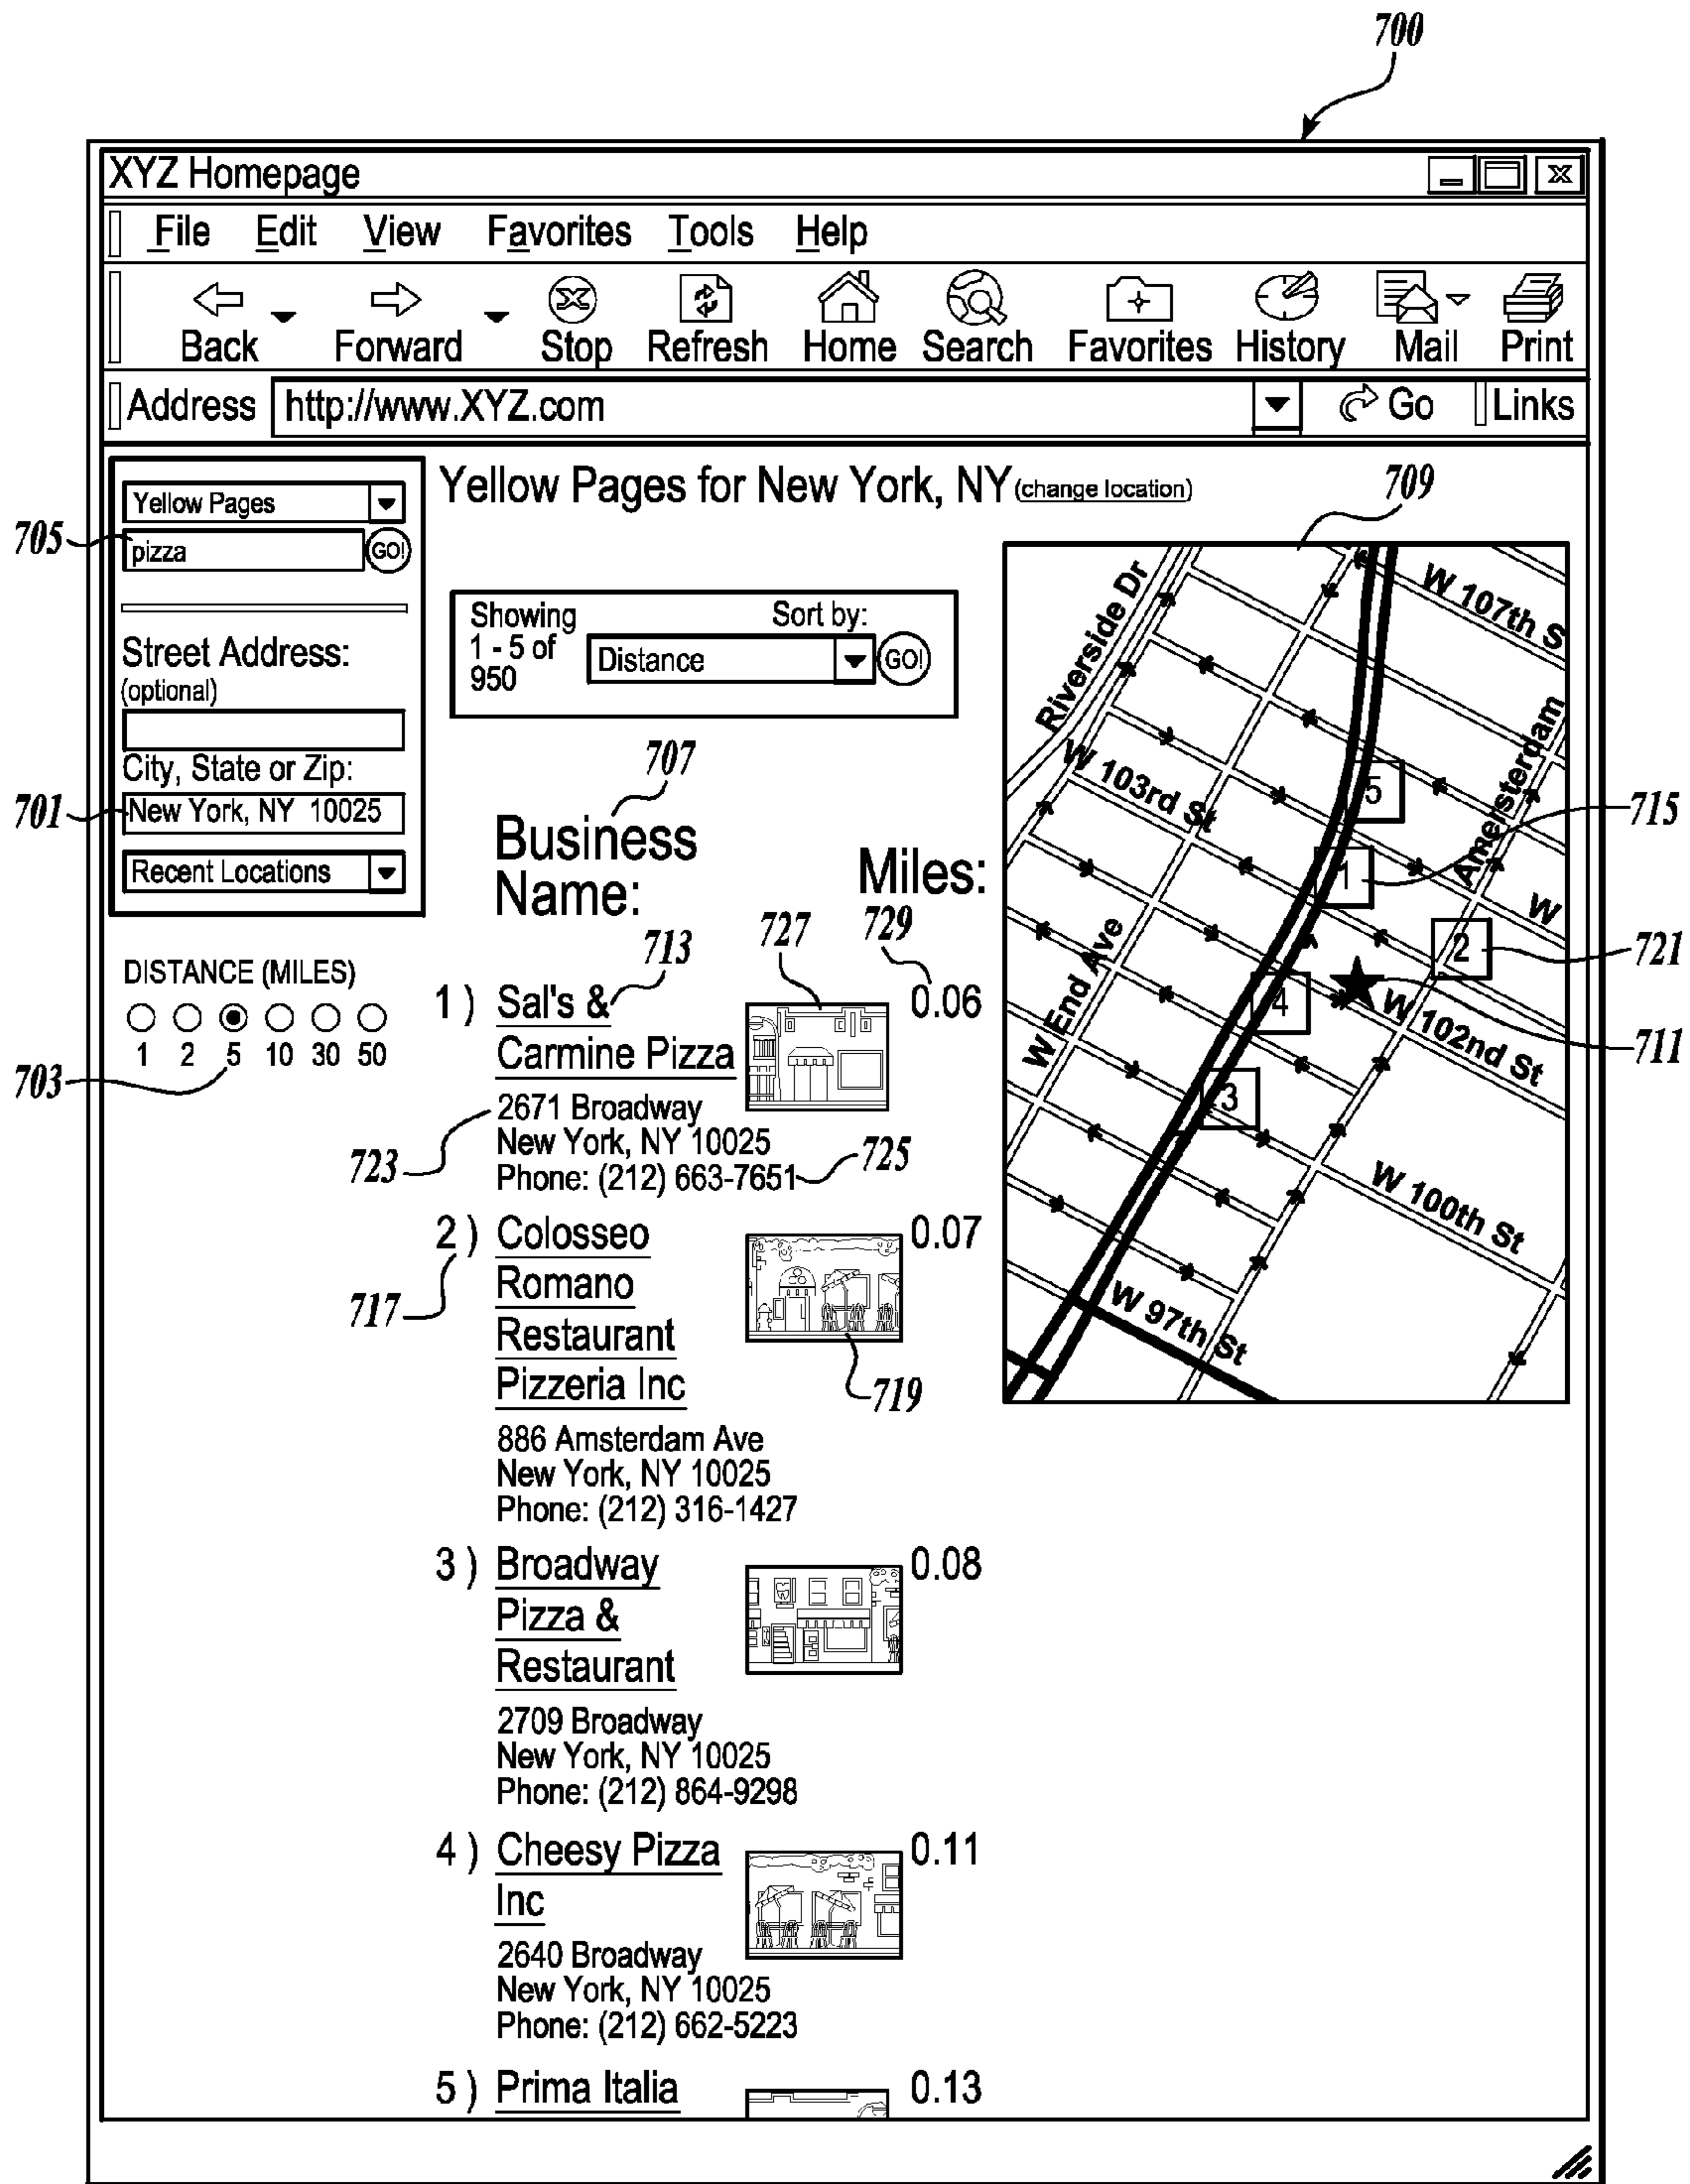 700
XYZ Homepage
File Edit View Favorites Tools Help
Back Forward Stop Refresh Home Search Favorites History Mail Print
Address http://www.XYZ.com Go Links
Yellow Pages
705
pizza GO!
Street Address:
(optional)
City, State or Zip:
701
New York, NY 10025
Recent Locations
DISTANCE (MILES)
1 2 5 10 30 50
703
Yellow Pages for New York, NY (change location)
Showing
1 - 5 of
950
Sort by:
Distance GO!
707
Business
Name:
Miles:
713
727
729
1 ) Sal's &
Carmine Pizza
0.06
2671 Broadway
New York, NY 10025
Phone: (212) 663-7651
723
725
2 ) Colosseo
Romano
Restaurant
Pizzeria Inc
0.07
717
719
886 Amsterdam Ave
New York, NY 10025
Phone: (212) 316-1427
3 ) Broadway
Pizza &
Restaurant
0.08
2709 Broadway
New York, NY 10025
Phone: (212) 864-9298
4 ) Cheesy Pizza
Inc
0.11
2640 Broadway
New York, NY 10025
Phone: (212) 662-5223
5 ) Prima Italia
0.13
709
Riverside Dr
W 107th S
W 103rd St
Amersterdam
5
715
1
W
2
721
W End Ave
4
W 102nd St
711
3
W 100th St
W 97th St